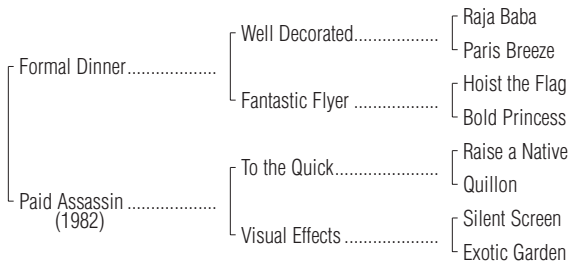 Raja Baba
Well Decorated...................
Paris Breeze
Formal Dinner....................
Hoist the Flag
Fantastic Flyer ...................
Bold Princess
Raise a Native
To the Quick.......................
Quillon
Paid Assassin ....................
(1982)
Silent Screen
Visual Effects .....................
Exotic Garden